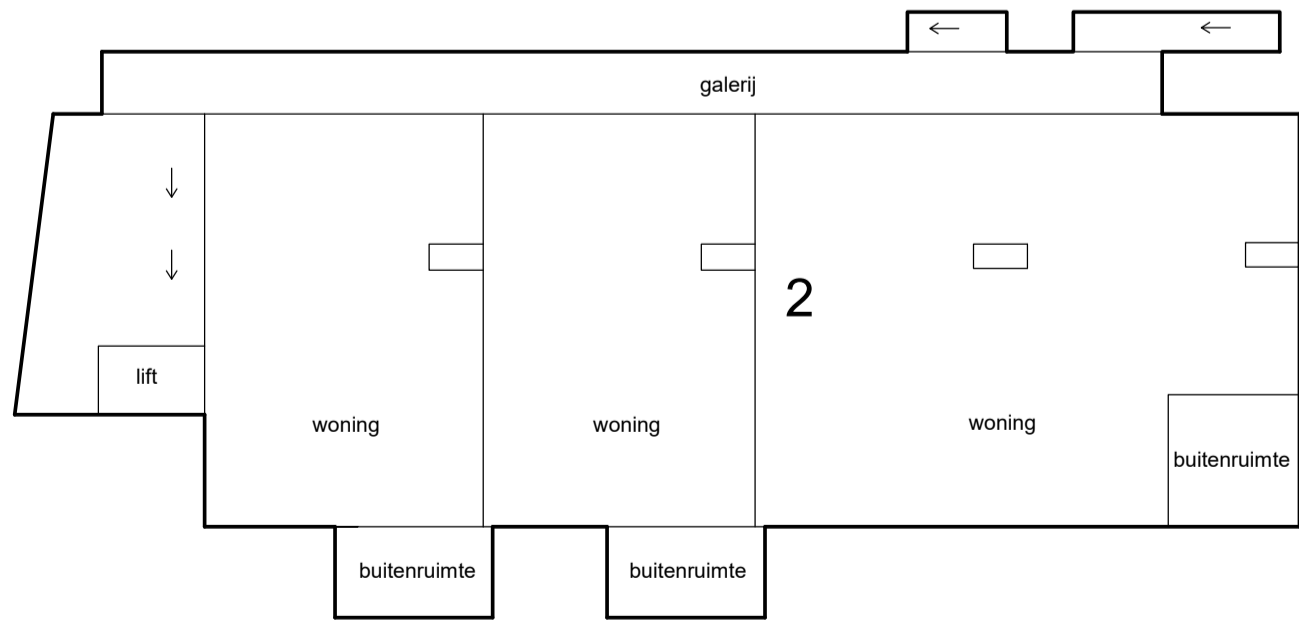 galerij
2
lift
woning
woning
woning
buitenruimte
buitenruimte
buitenruimte